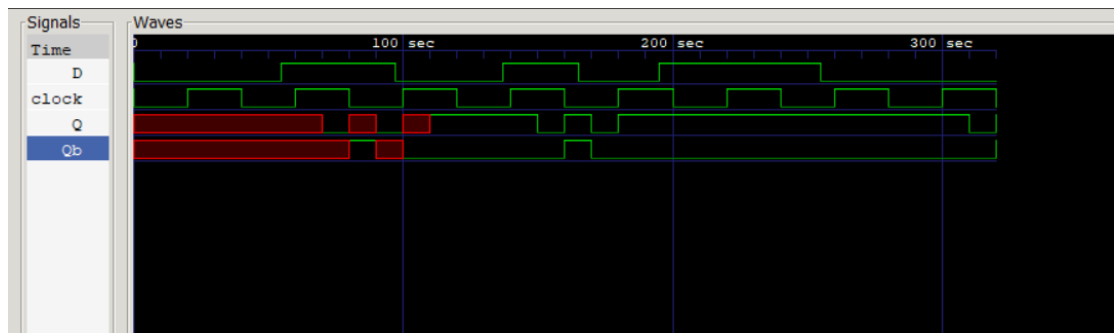 Signals Waves
Time
0 100 sec 200 sec 300 sec
D
clock
Q
Qb